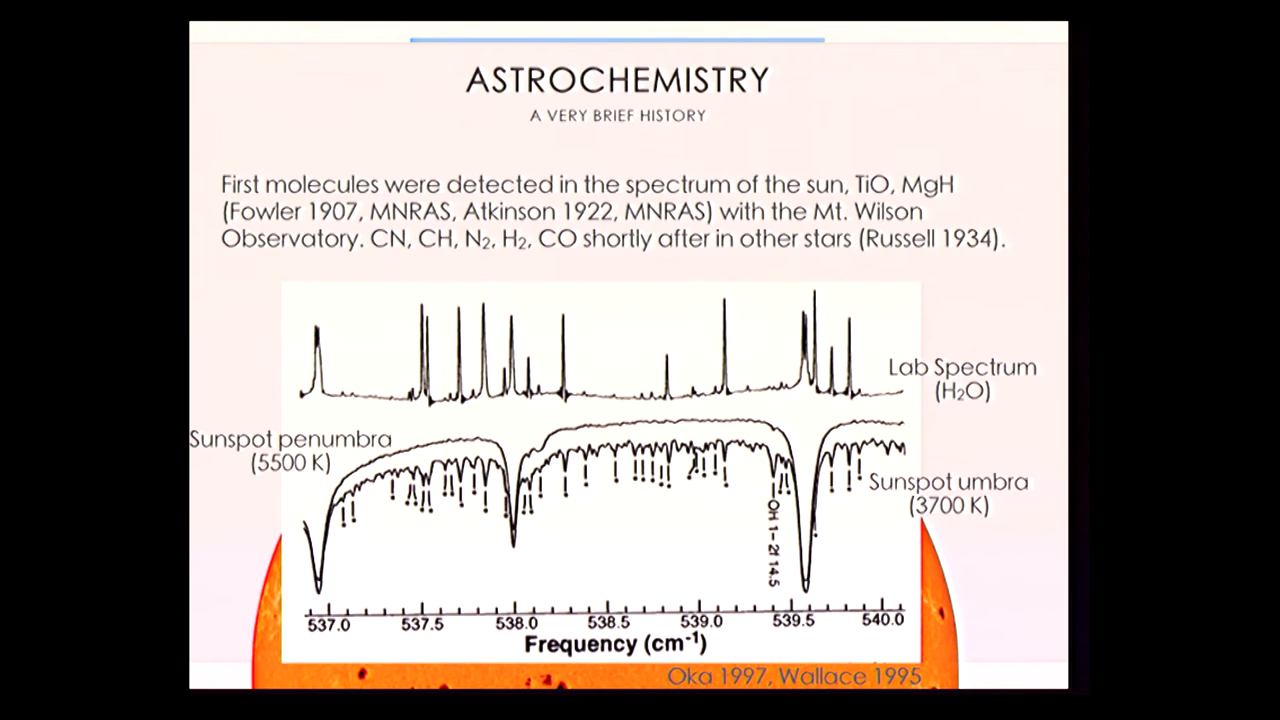 ASTROCHEMISTRY
A VERY BRIEF HISTORY
First molecules were detected in the spectrum of the sun, TiO, MgH
(Fowler 1907, MNRAS, Atkinson 1922, MNRAS) with the Mt. Wilson
Observatory. CN, CH, N₂, H₂, CO shortly after in other stars (Russell 1934).
Lab Spectrum
(H₂O)
Sunspot penumbra
(5500 K)
Sunspot umbra
(3700 K)
OH 1-2f 14.5
537.0 537.5 538.0 538.5 539.0 539.5 540.0
Frequency (cm⁻¹)
Oka 1997, Wallace 1995